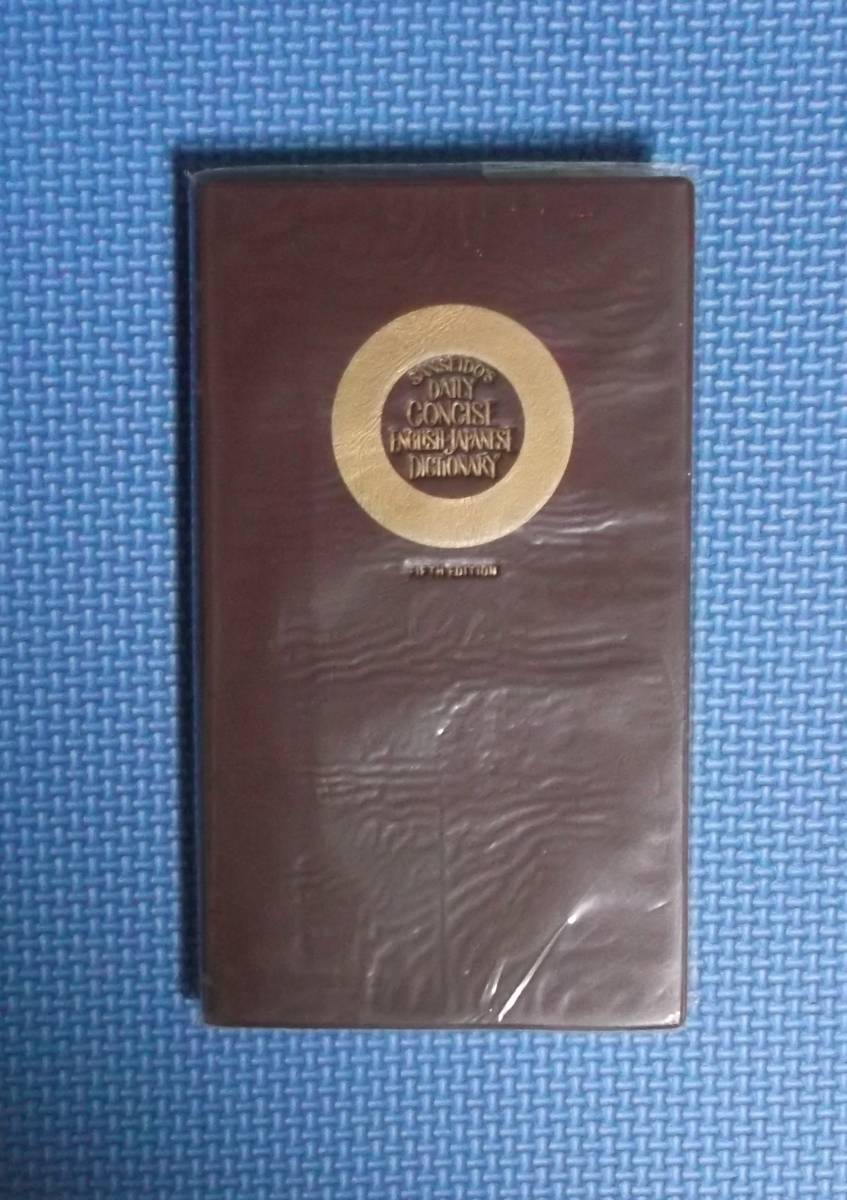 SANSEIDO'S
DAILY
CONCISE
ENGLISH-JAPANESE
DICTIONARY
FIFTH EDITION